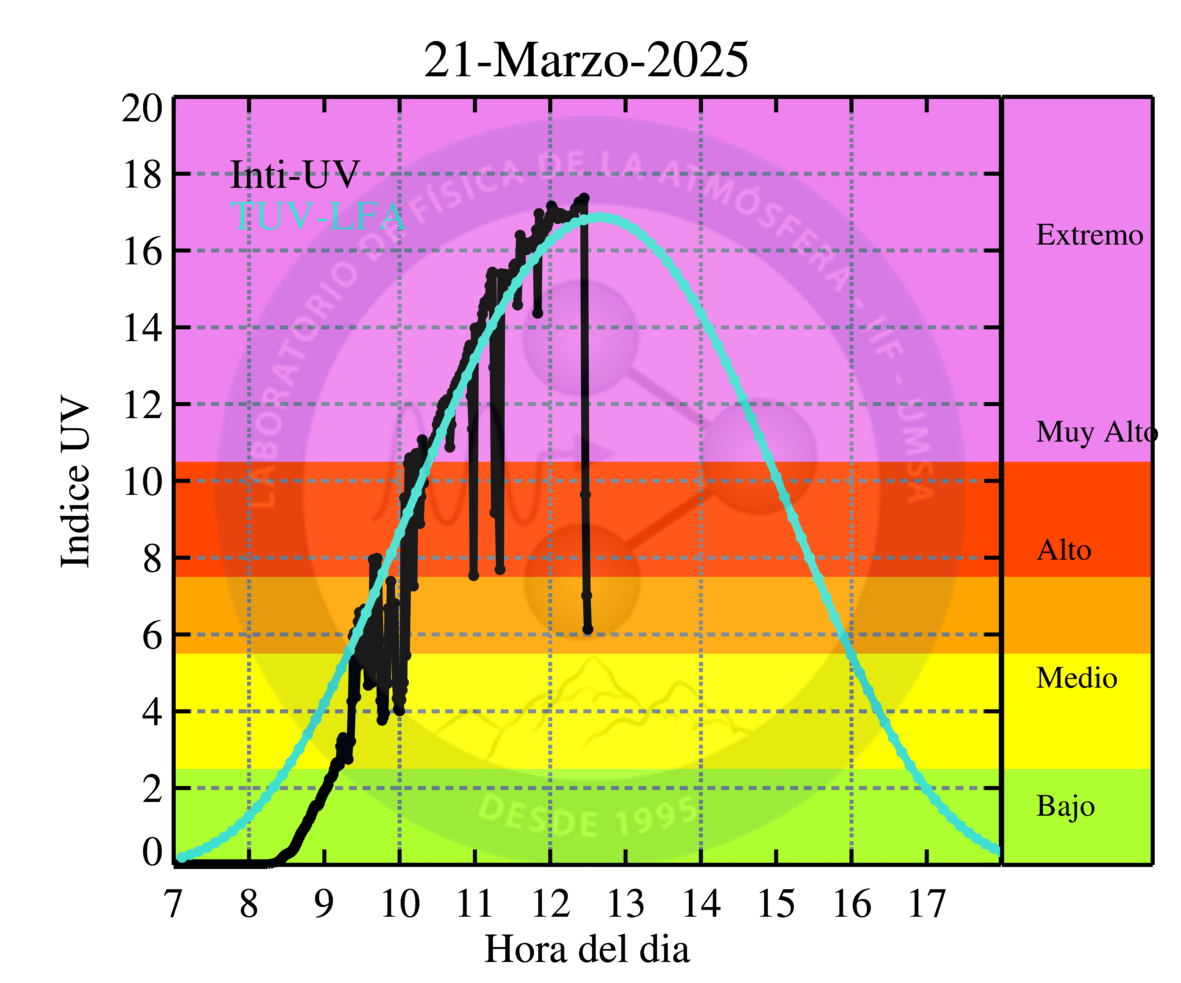 21-Marzo-2025
20
18
16
14
12
10
8
6
4
2
0
Indice UV
Inti-UV
TUV-LFA
LABORATORIO DE FÍSICA DE LA ATMÓSFERA - IIF - UMSA
DESDE 1995
Extremo
Muy Alto
Alto
Medio
Bajo
7 8 9 10 11 12 13 14 15 16 17
Hora del dia